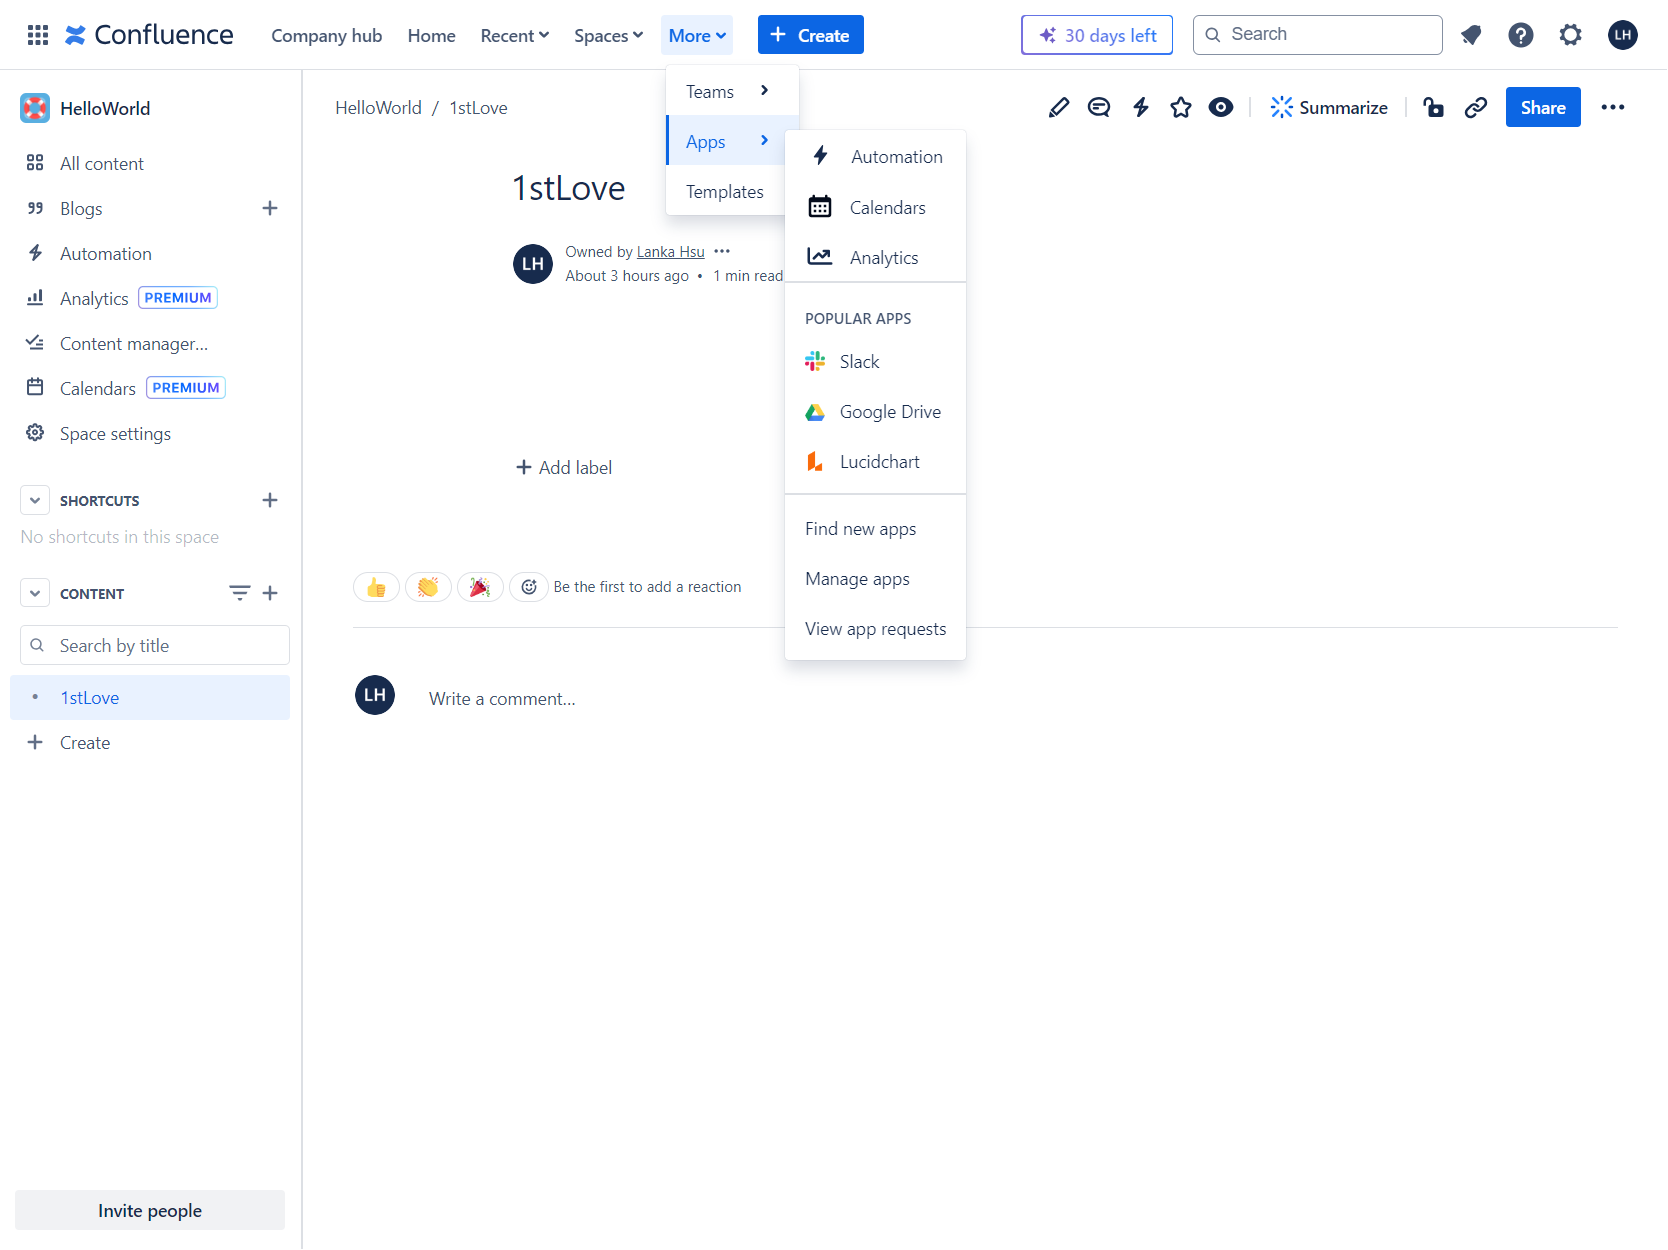 Confluence
Company hub
Home
Recent
Spaces
More
Create
30 days left
Search
LH
Teams
Apps
Templates
Automation
Calendars
Analytics
POPULAR APPS
Slack
Google Drive
Lucidchart
Find new apps
Manage apps
View app requests
HelloWorld
All content
Blogs
Automation
Analytics PREMIUM
Content manager...
Calendars PREMIUM
Space settings
SHORTCUTS
No shortcuts in this space
CONTENT
Search by title
1stLove
Create
Invite people
HelloWorld / 1stLove
Summarize
Share
1stLove
LH
Owned by Lanka Hsu
About 3 hours ago • 1 min read
Add label
Be the first to add a reaction
LH
Write a comment...